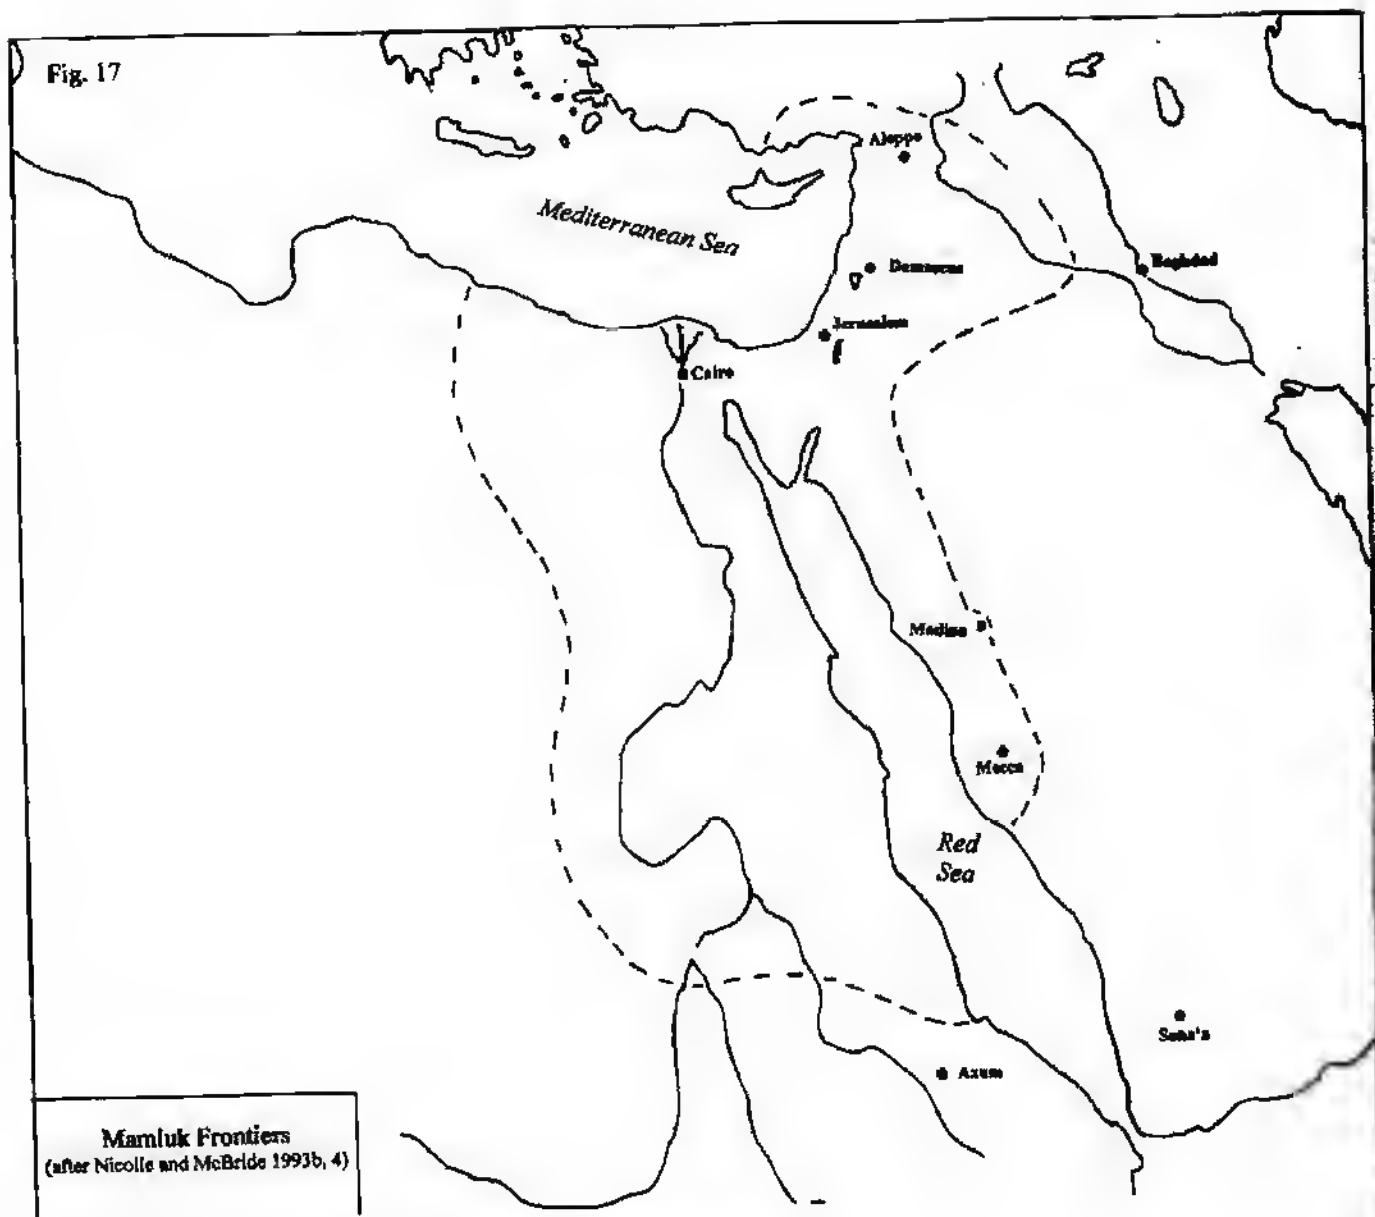 Fig. 17
Aleppo
Mediterranean Sea
Damascus
Baghdad
Jerusalem
Cairo
Medina
Mecca
Red
Sea
Sana'a
Axum
Mamluk Frontiers
(after Nicolle and McBride 1993b, 4)